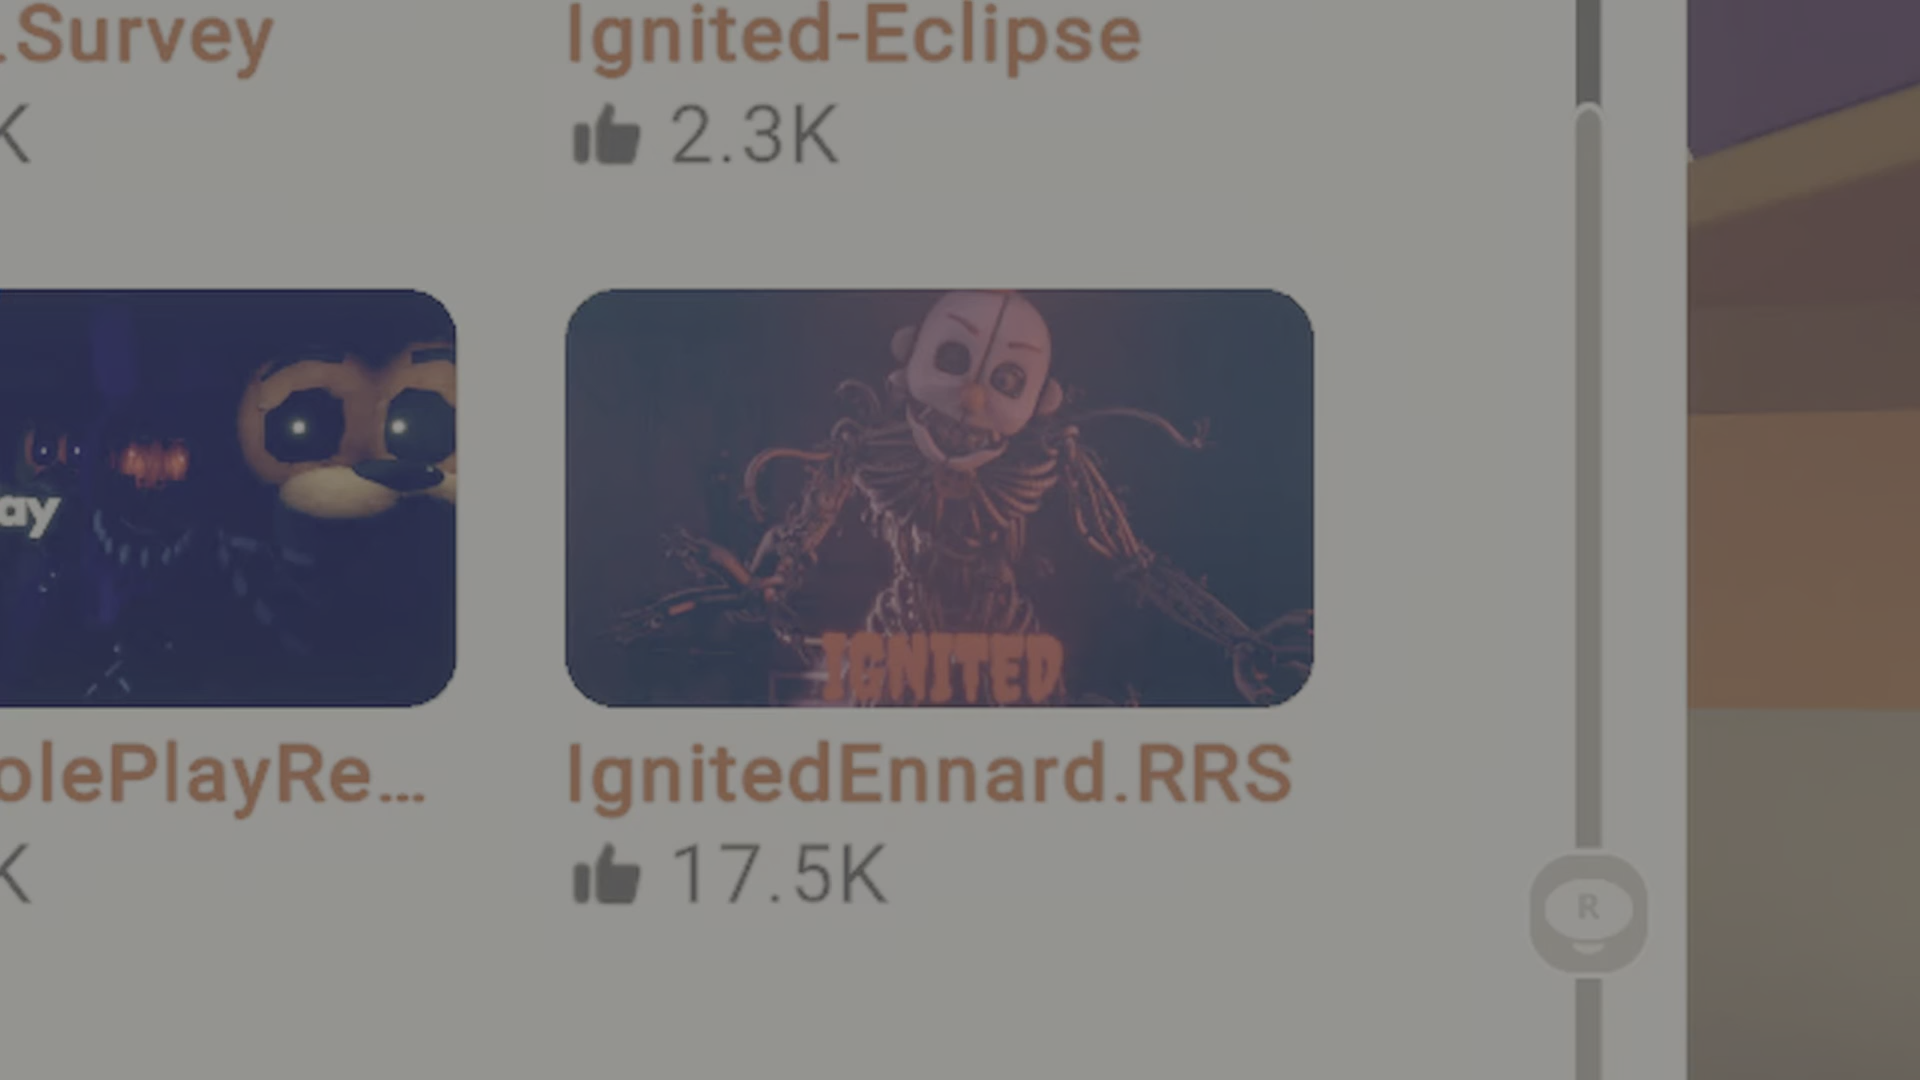 .Survey
Ignited-Eclipse
K
2.3K
ay
IGNITED
olePlayRe...
IgnitedEnnard.RRS
K
17.5K
R